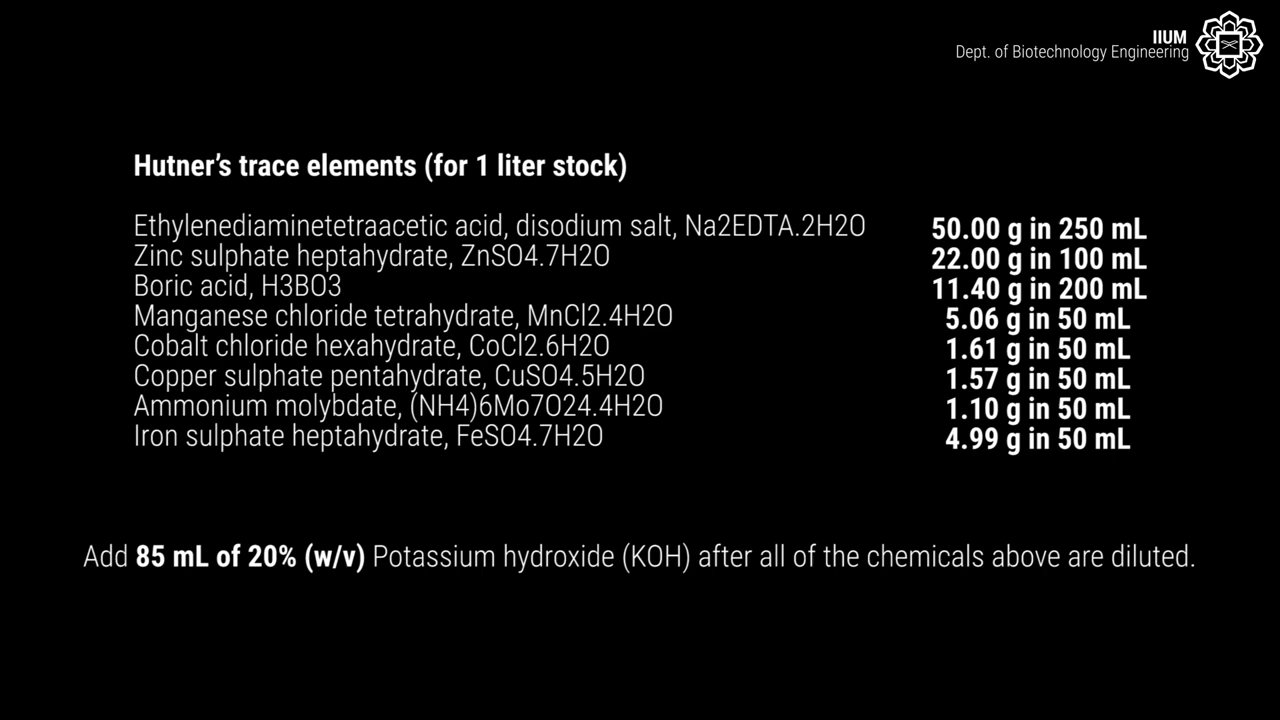 IIUM
Dept. of Biotechnology Engineering
Hutner's trace elements (for 1 liter stock)
Ethylenediaminetetraacetic acid, disodium salt, Na2EDTA.2H2O 50.00 g in 250 mL
Zinc sulphate heptahydrate, ZnSO4.7H2O 22.00 g in 100 mL
Boric acid, H3BO3 11.40 g in 200 mL
Manganese chloride tetrahydrate, MnCl2.4H2O 5.06 g in 50 mL
Cobalt chloride hexahydrate, CoCl2.6H2O 1.61 g in 50 mL
Copper sulphate pentahydrate, CuSO4.5H2O 1.57 g in 50 mL
Ammonium molybdate, (NH4)6Mo7O24.4H2O 1.10 g in 50 mL
Iron sulphate heptahydrate, FeSO4.7H2O 4.99 g in 50 mL
Add 85 mL of 20% (w/v) Potassium hydroxide (KOH) after all of the chemicals above are diluted.